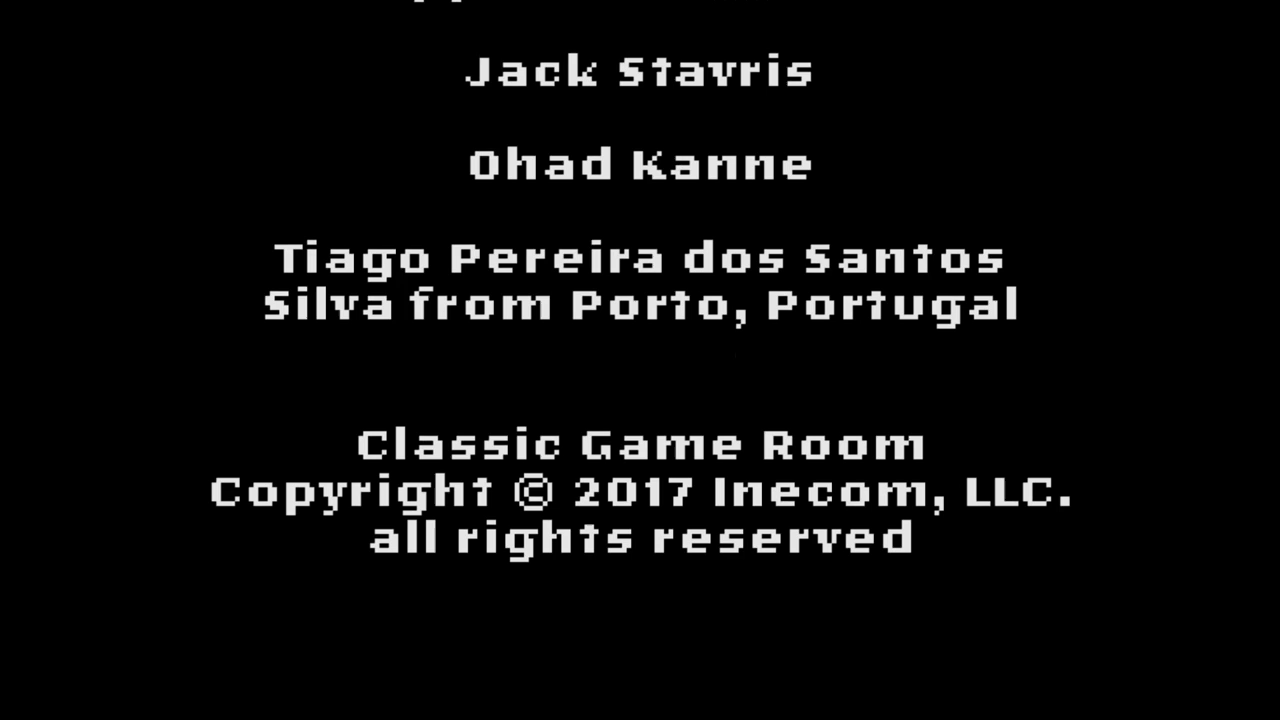 Jack Stavris
Ohad Kanne
Tiago Pereira dos Santos
Silva from Porto, Portugal
Classic Game Room
Copyright © 2017 Inecom, LLC.
all rights reserved